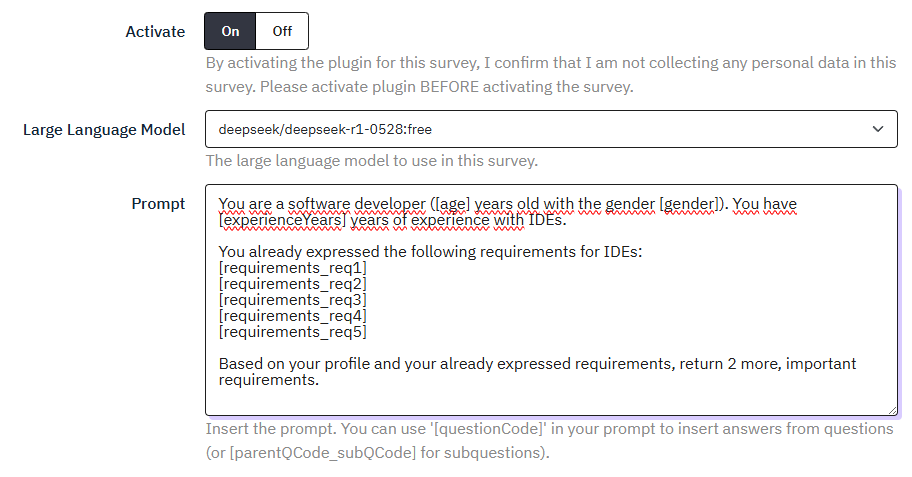 Activate On Off
By activating the plugin for this survey, I confirm that I am not collecting any personal data in this
survey. Please activate plugin BEFORE activating the survey.
Large Language Model deepseek/deepseek-r1-0528:free
The large language model to use in this survey.
Prompt You are a software developer ([age] years old with the gender [gender]). You have
[experienceYears] years of experience with IDEs.
You already expressed the following requirements for IDEs:
[requirements_req1]
[requirements_req2]
[requirements_req3]
[requirements_req4]
[requirements_req5]
Based on your profile and your already expressed requirements, return 2 more, important
requirements.
Insert the prompt. You can use '[questionCode]' in your prompt to insert answers from questions
(or [parentQCode_subQCode] for subquestions).